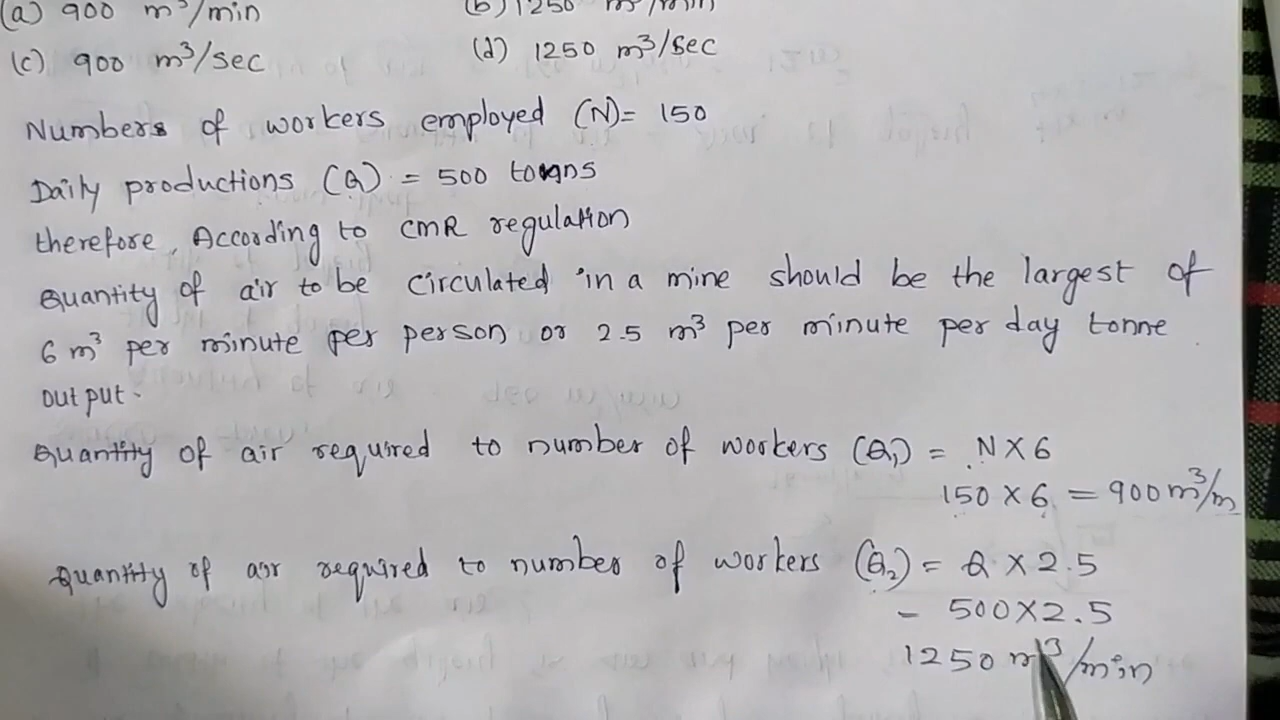 (a) 900 m³/min (b) 1250 m³/min
(c) 900 m³/sec (d) 1250 m³/sec
Numbers of workers employed (N)= 150
Daily productions (Q) = 500 tonns
therefore, According to CMR regulation
Quantity of air to be circulated in a mine should be the largest of
6 m³ per minute per person or 2.5 m³ per minute per day tonne
output.
Quantity of air required to number of workers (Q₁) = N×6
150×6 = 900 m³/m
Quantity of air required to number of workers (Q₂) = Q×2.5
- 500×2.5
1250 m³/min